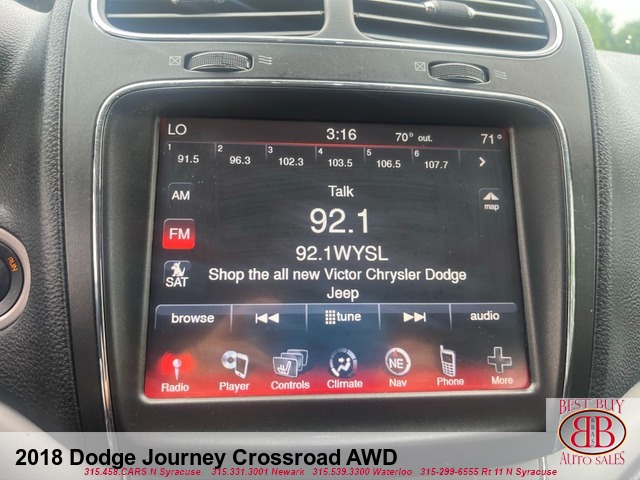 LO 3:16 70° out. 71°
1 91.5 2 96.3 3 102.3 4 103.5 5 106.5 6 107.7
AM
Talk
map
92.1
FM
92.1WYSL
SAT
Shop the all new Victor Chrysler Dodge
Jeep
browse tune audio
NE
Radio Player Controls Climate Nav Phone More
RUN
BEST BUY
BB
AUTO SALES
2018 Dodge Journey Crossroad AWD
315.458.CARS N Syracuse 315.331.3001 Newark 315.539.3300 Waterloo 315-299-6555 Rt 11 N Syracuse